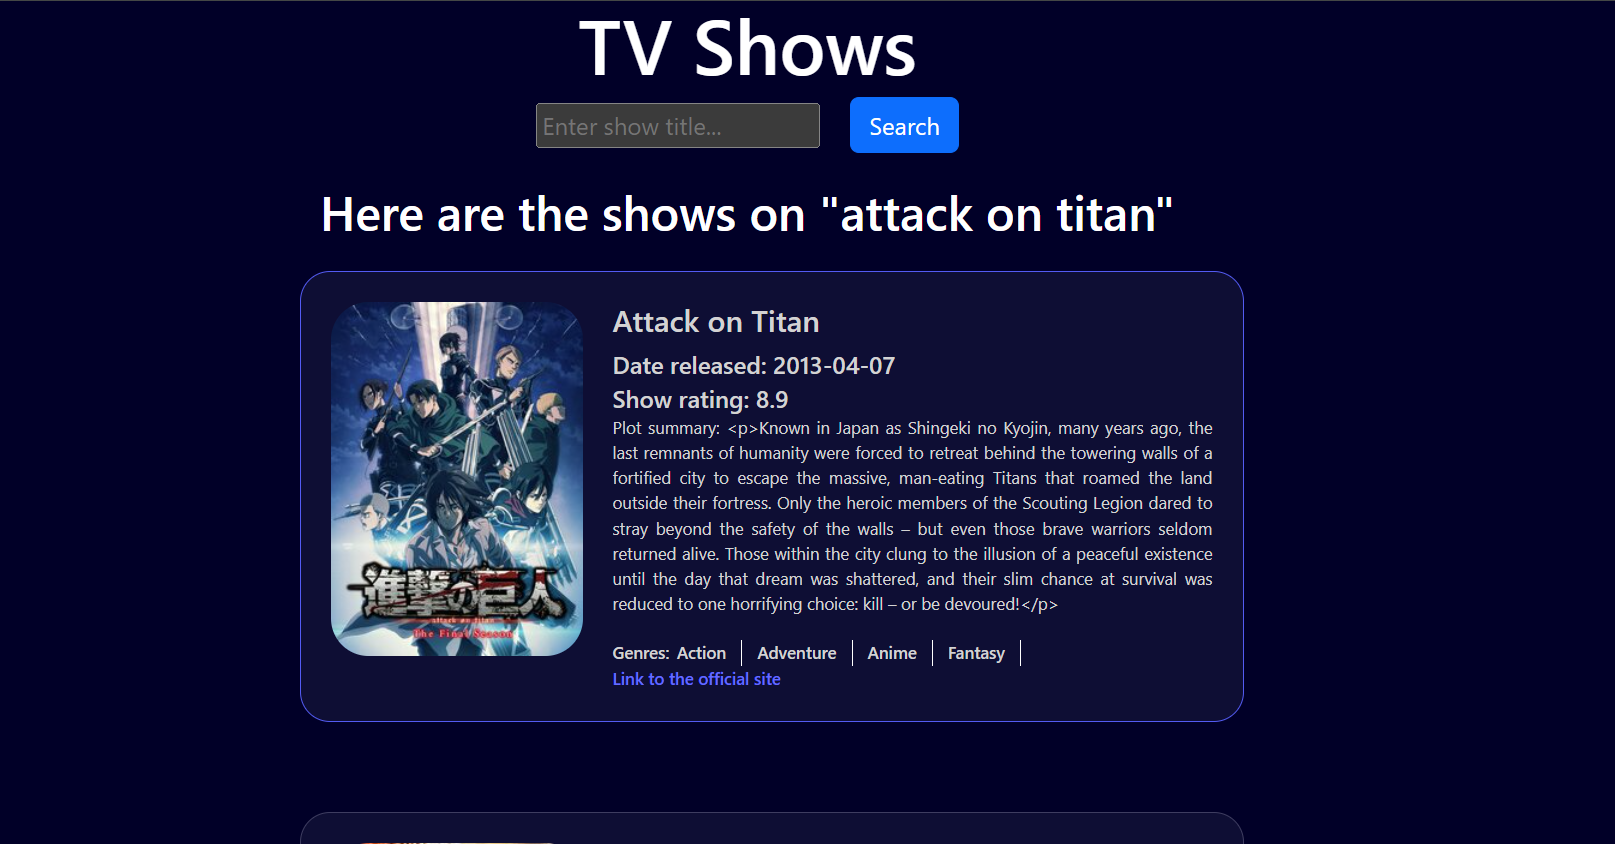 TV Shows
Enter show title...
Search
Here are the shows on "attack on titan"
Attack on Titan
Date released: 2013-04-07
Show rating: 8.9
Plot summary: <p>Known in Japan as Shingeki no Kyojin, many years ago, the
last remnants of humanity were forced to retreat behind the towering walls of a
fortified city to escape the massive, man-eating Titans that roamed the land
outside their fortress. Only the heroic members of the Scouting Legion dared to
stray beyond the safety of the walls – but even those brave warriors seldom
returned alive. Those within the city clung to the illusion of a peaceful existence
until the day that dream was shattered, and their slim chance at survival was
reduced to one horrifying choice: kill – or be devoured!</p>
Genres: Action
Adventure
Anime
Fantasy
Link to the official site
進撃の巨人
attack on titan
The Final Season